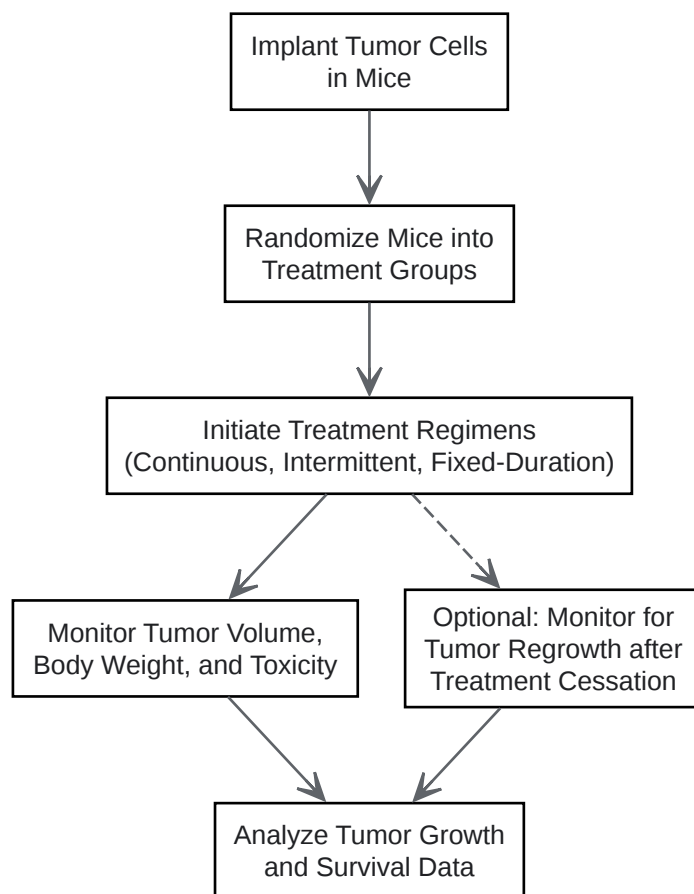 Implant Tumor Cells
in Mice
Randomize Mice into
Treatment Groups
Initiate Treatment Regimens
(Continuous, Intermittent, Fixed-Duration)
Monitor Tumor Volume,
Body Weight, and Toxicity
Optional: Monitor for
Tumor Regrowth after
Treatment Cessation
Analyze Tumor Growth
and Survival Data